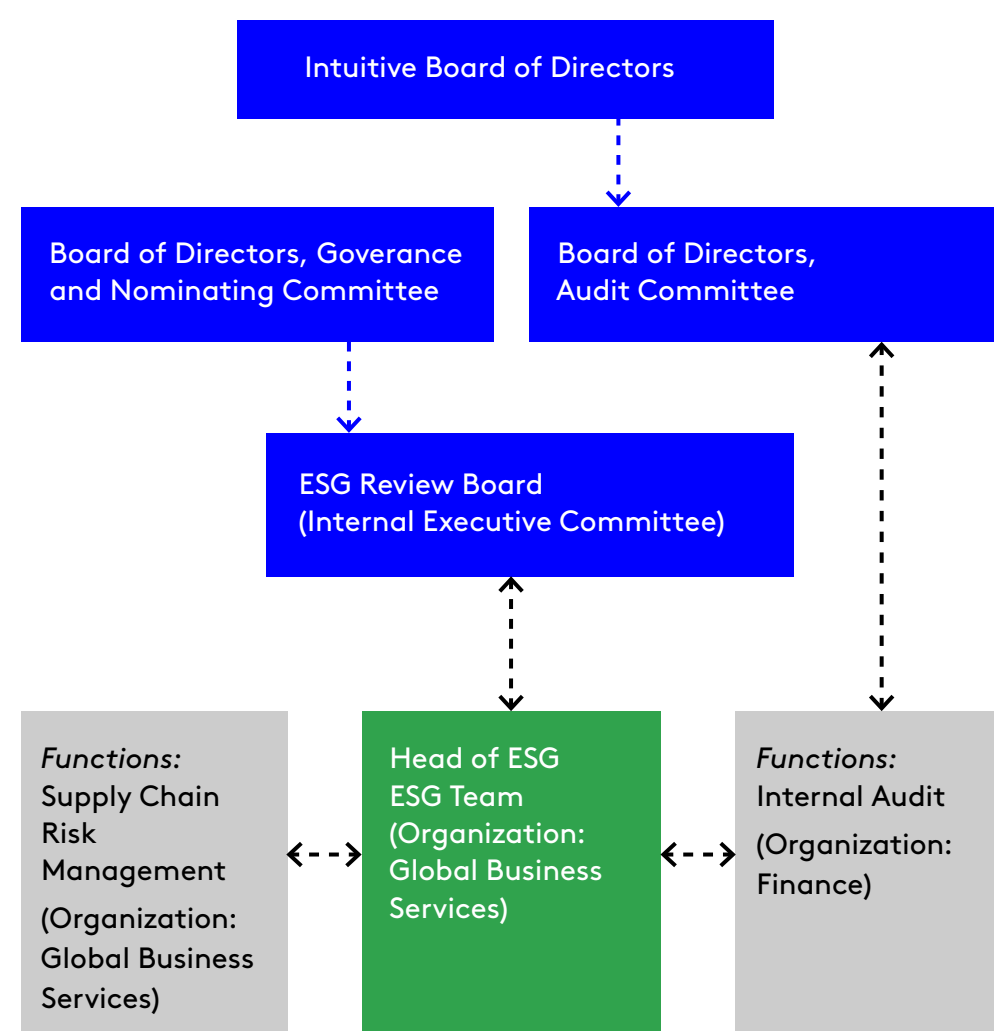 Intuitive Board of Directors
Board of Directors, Goverance
and Nominating Committee
Board of Directors,
Audit Committee
ESG Review Board
(Internal Executive Committee)
Functions:
Supply Chain
Risk
Management
(Organization:
Global Business
Services)
Head of ESG
ESG Team
(Organization:
Global Business
Services)
Functions:
Internal Audit
(Organization:
Finance)